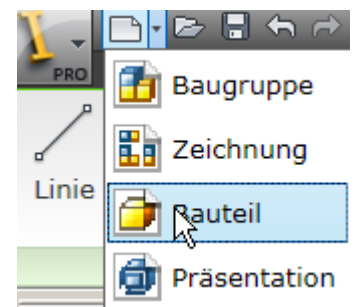 PRO
Baugruppe
Zeichnung
Linie
Bauteil
Präsentation